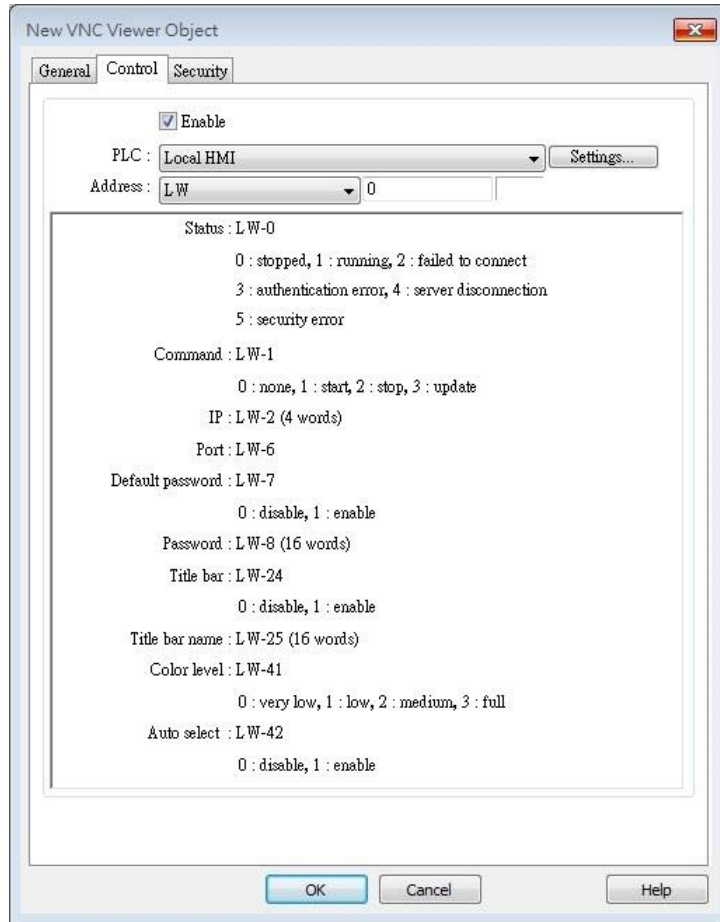 New VNC Viewer Object
General Control Security
Enable
PLC : Local HMI Settings...
Address : LW 0
Status : LW-0
0 : stopped, 1 : running, 2 : failed to connect
3 : authentication error, 4 : server disconnection
5 : security error
Command : LW-1
0 : none, 1 : start, 2 : stop, 3 : update
IP : LW-2 (4 words)
Port : LW-6
Default password : LW-7
0 : disable, 1 : enable
Password : LW-8 (16 words)
Title bar : LW-24
0 : disable, 1 : enable
Title bar name : LW-25 (16 words)
Color level : LW-41
0 : very low, 1 : low, 2 : medium, 3 : full
Auto select : LW-42
0 : disable, 1 : enable
OK Cancel Help